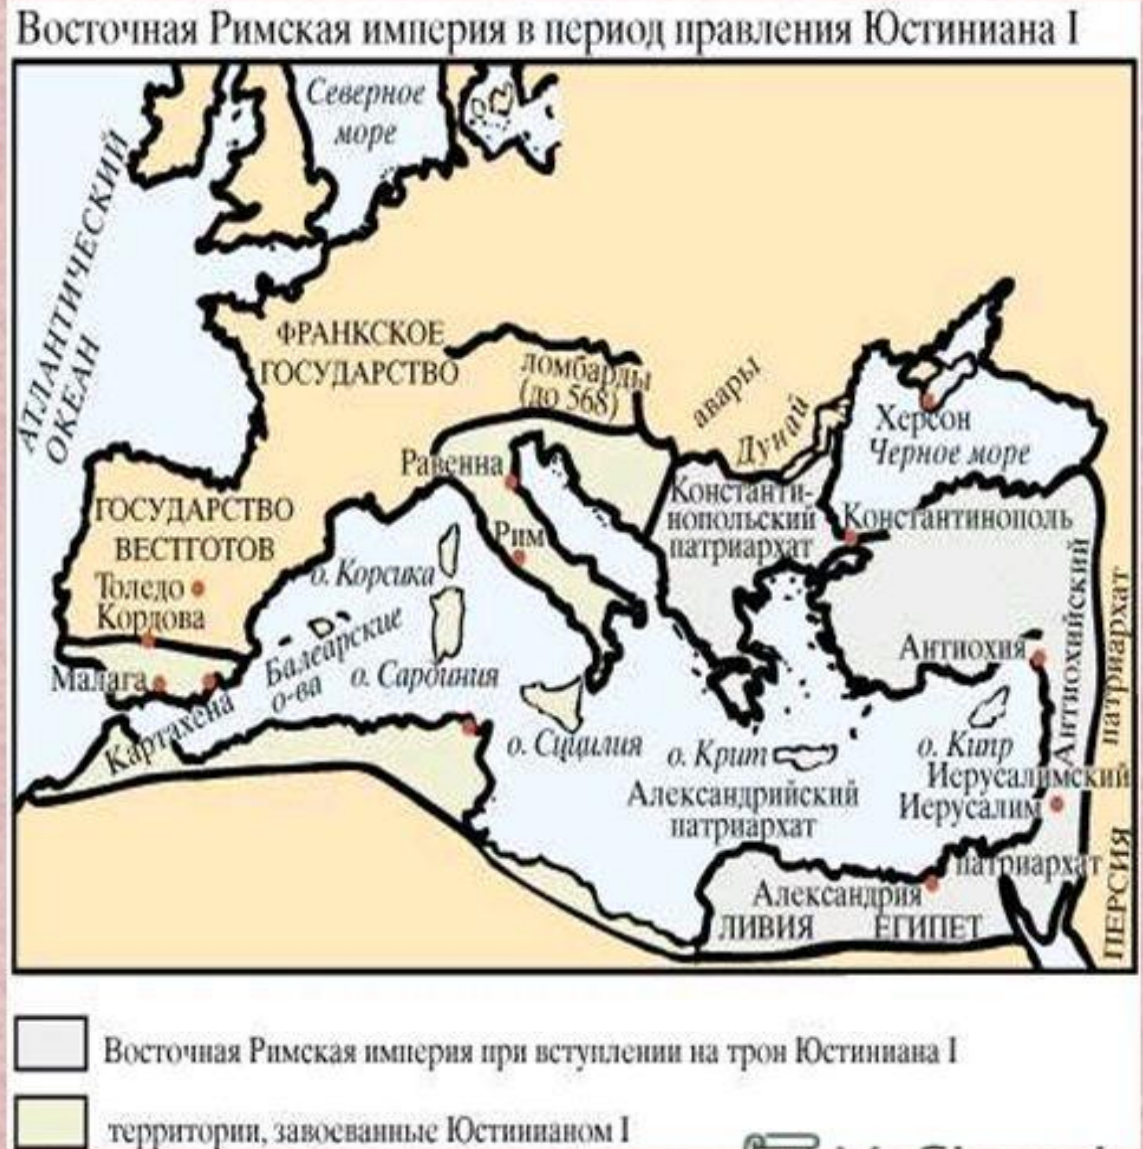 Восточная Римская империя в период правления Юстиниана I
Северное
море
АТЛАНТИЧЕСКИЙ
ОКЕАН
ФРАНКСКОЕ
ГОСУДАРСТВО
ломбарды
(до 568)
авары
Дунай
Херсон
Черное море
Равенна
ГОСУДАРСТВО
ВЕСТГОТОВ
Константи-
нопольский
патриархат
Константинополь
Рим
о. Корсика
Толедо
Кордова
Балеарские
о-ва
о. Сардиния
Антиохия
Антиохийский
патриархат
Малага
Картахена
о. Сицилия
о. Крит
о. Кипр
Иерусалимский
Иерусалим
Александрийский
патриархат
патриархат
Александрия
ЛИВИЯ
ЕГИПЕТ
ПЕРСИЯ
Восточная Римская империя при вступлении на трон Юстиниана I
территории, завоеванные Юстинианом I